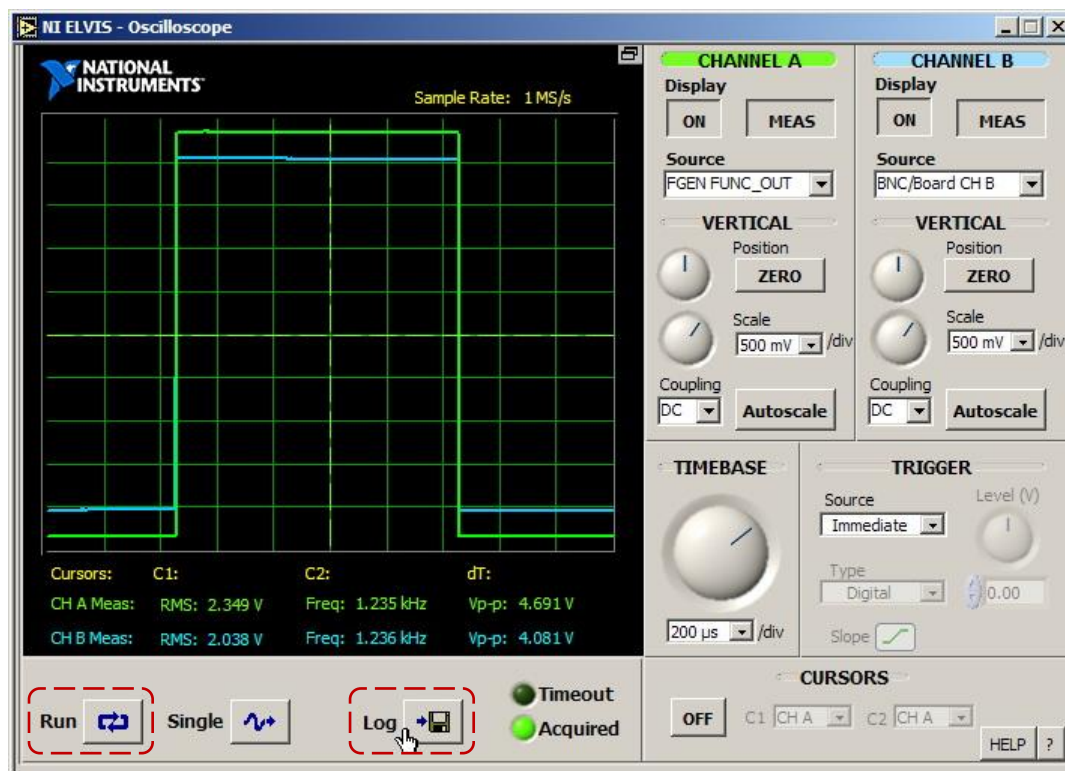 NI ELVIS - Oscilloscope
NATIONAL
INSTRUMENTS
Sample Rate: 1 MS/s
Cursors: C1: C2: dT:
CH A Meas: RMS: 2.349 V Freq: 1.235 kHz Vp-p: 4.691 V
CH B Meas: RMS: 2.038 V Freq: 1.236 kHz Vp-p: 4.081 V
Run Single Log
Timeout
Acquired
CHANNEL A
Display
ON MEAS
Source
FGEN FUNC_OUT
VERTICAL
Position
ZERO
Scale
500 mV /div
Coupling
DC Autoscale
CHANNEL B
Display
ON MEAS
Source
BNC/Board CH B
VERTICAL
Position
ZERO
Scale
500 mV /div
Coupling
DC Autoscale
TIMEBASE
200 µs /div
TRIGGER
Source Level (V)
Immediate
Type
Digital 0.00
Slope
CURSORS
OFF C1 CH A C2 CH A
HELP ?